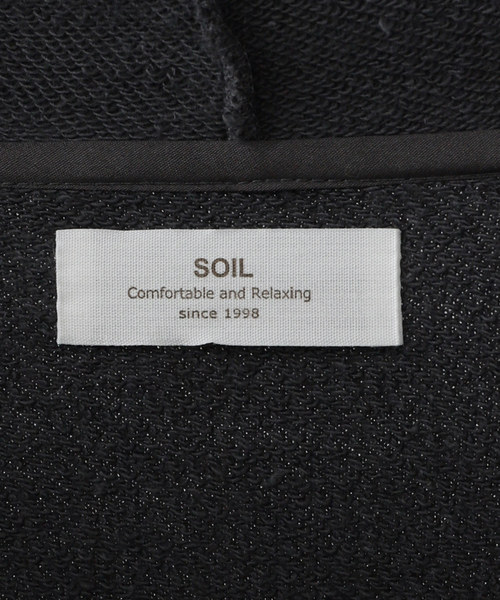 SOIL
Comfortable and Relaxing
since 1998